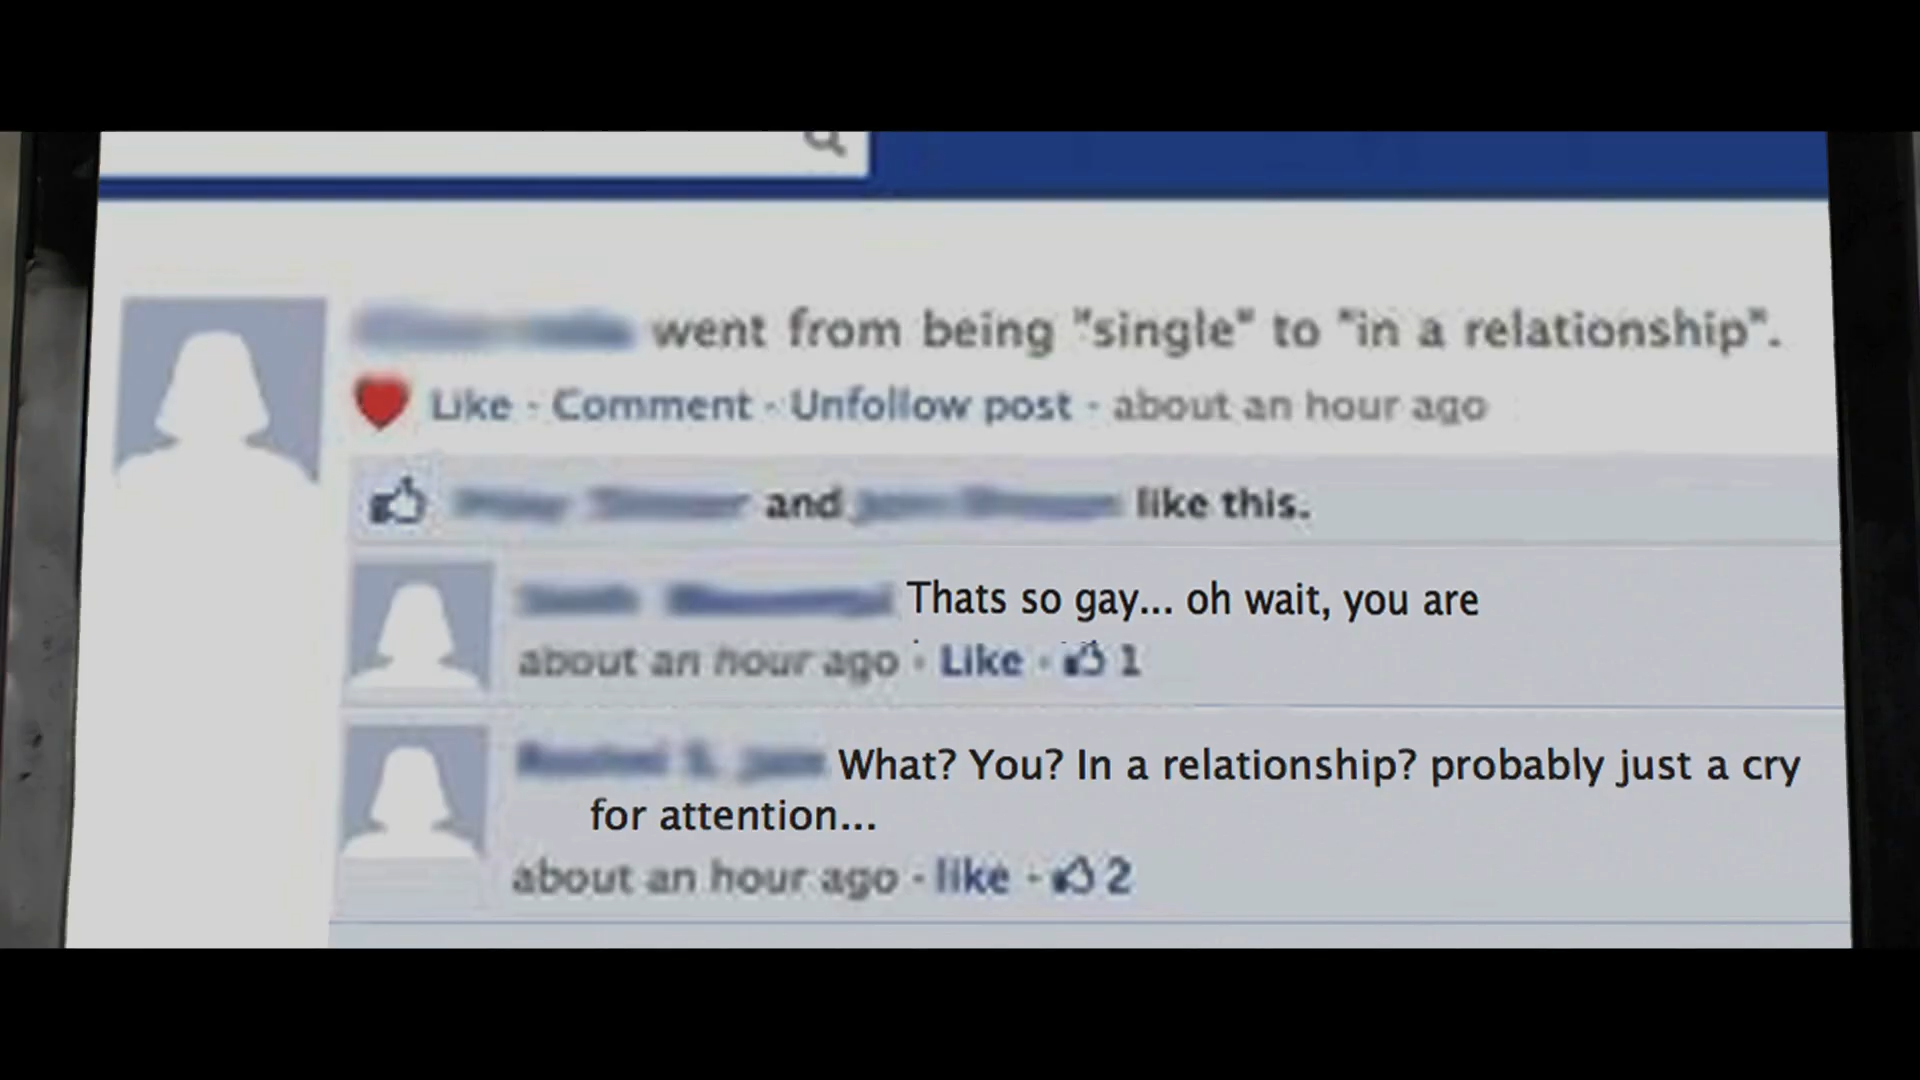 went from being "single" to "in a relationship".
Like · Comment · Unfollow post · about an hour ago
and like this.
Thats so gay... oh wait, you are
about an hour ago · Like · 1
What? You? In a relationship? probably just a cry
for attention...
about an hour ago · like · 2